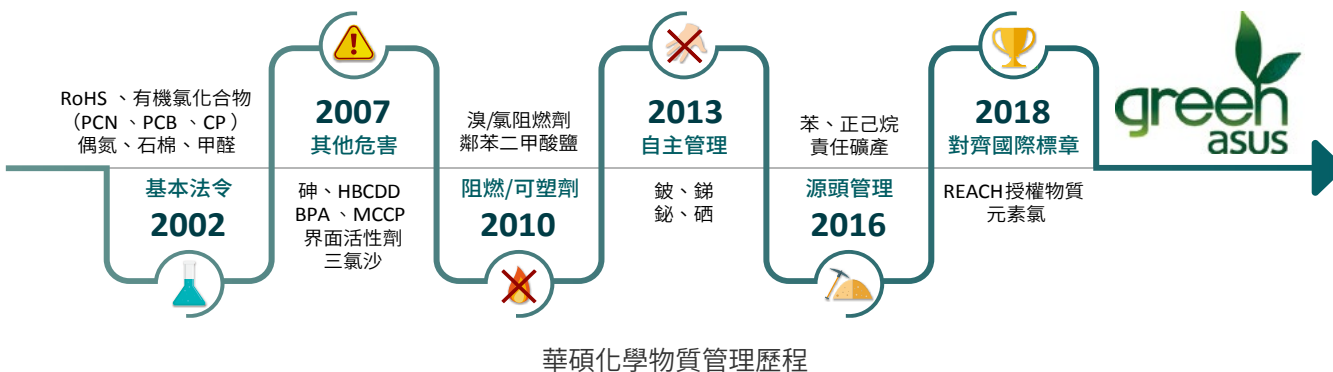 RoHS 、有機氯化合物
（PCN 、PCB 、CP ）
偶氮、石棉、甲醛
基本法令
2002
2007
其他危害
砷、HBCDD
BPA 、MCCP
界面活性劑
三氯沙
溴/氯阻燃劑
鄰苯二甲酸鹽
阻燃/可塑劑
2010
2013
自主管理
鈹、銻
鉍、硒
苯、正己烷
責任礦產
源頭管理
2016
2018
對齊國際標章
REACH授權物質
元素氯
green
asus
華碩化學物質管理歷程